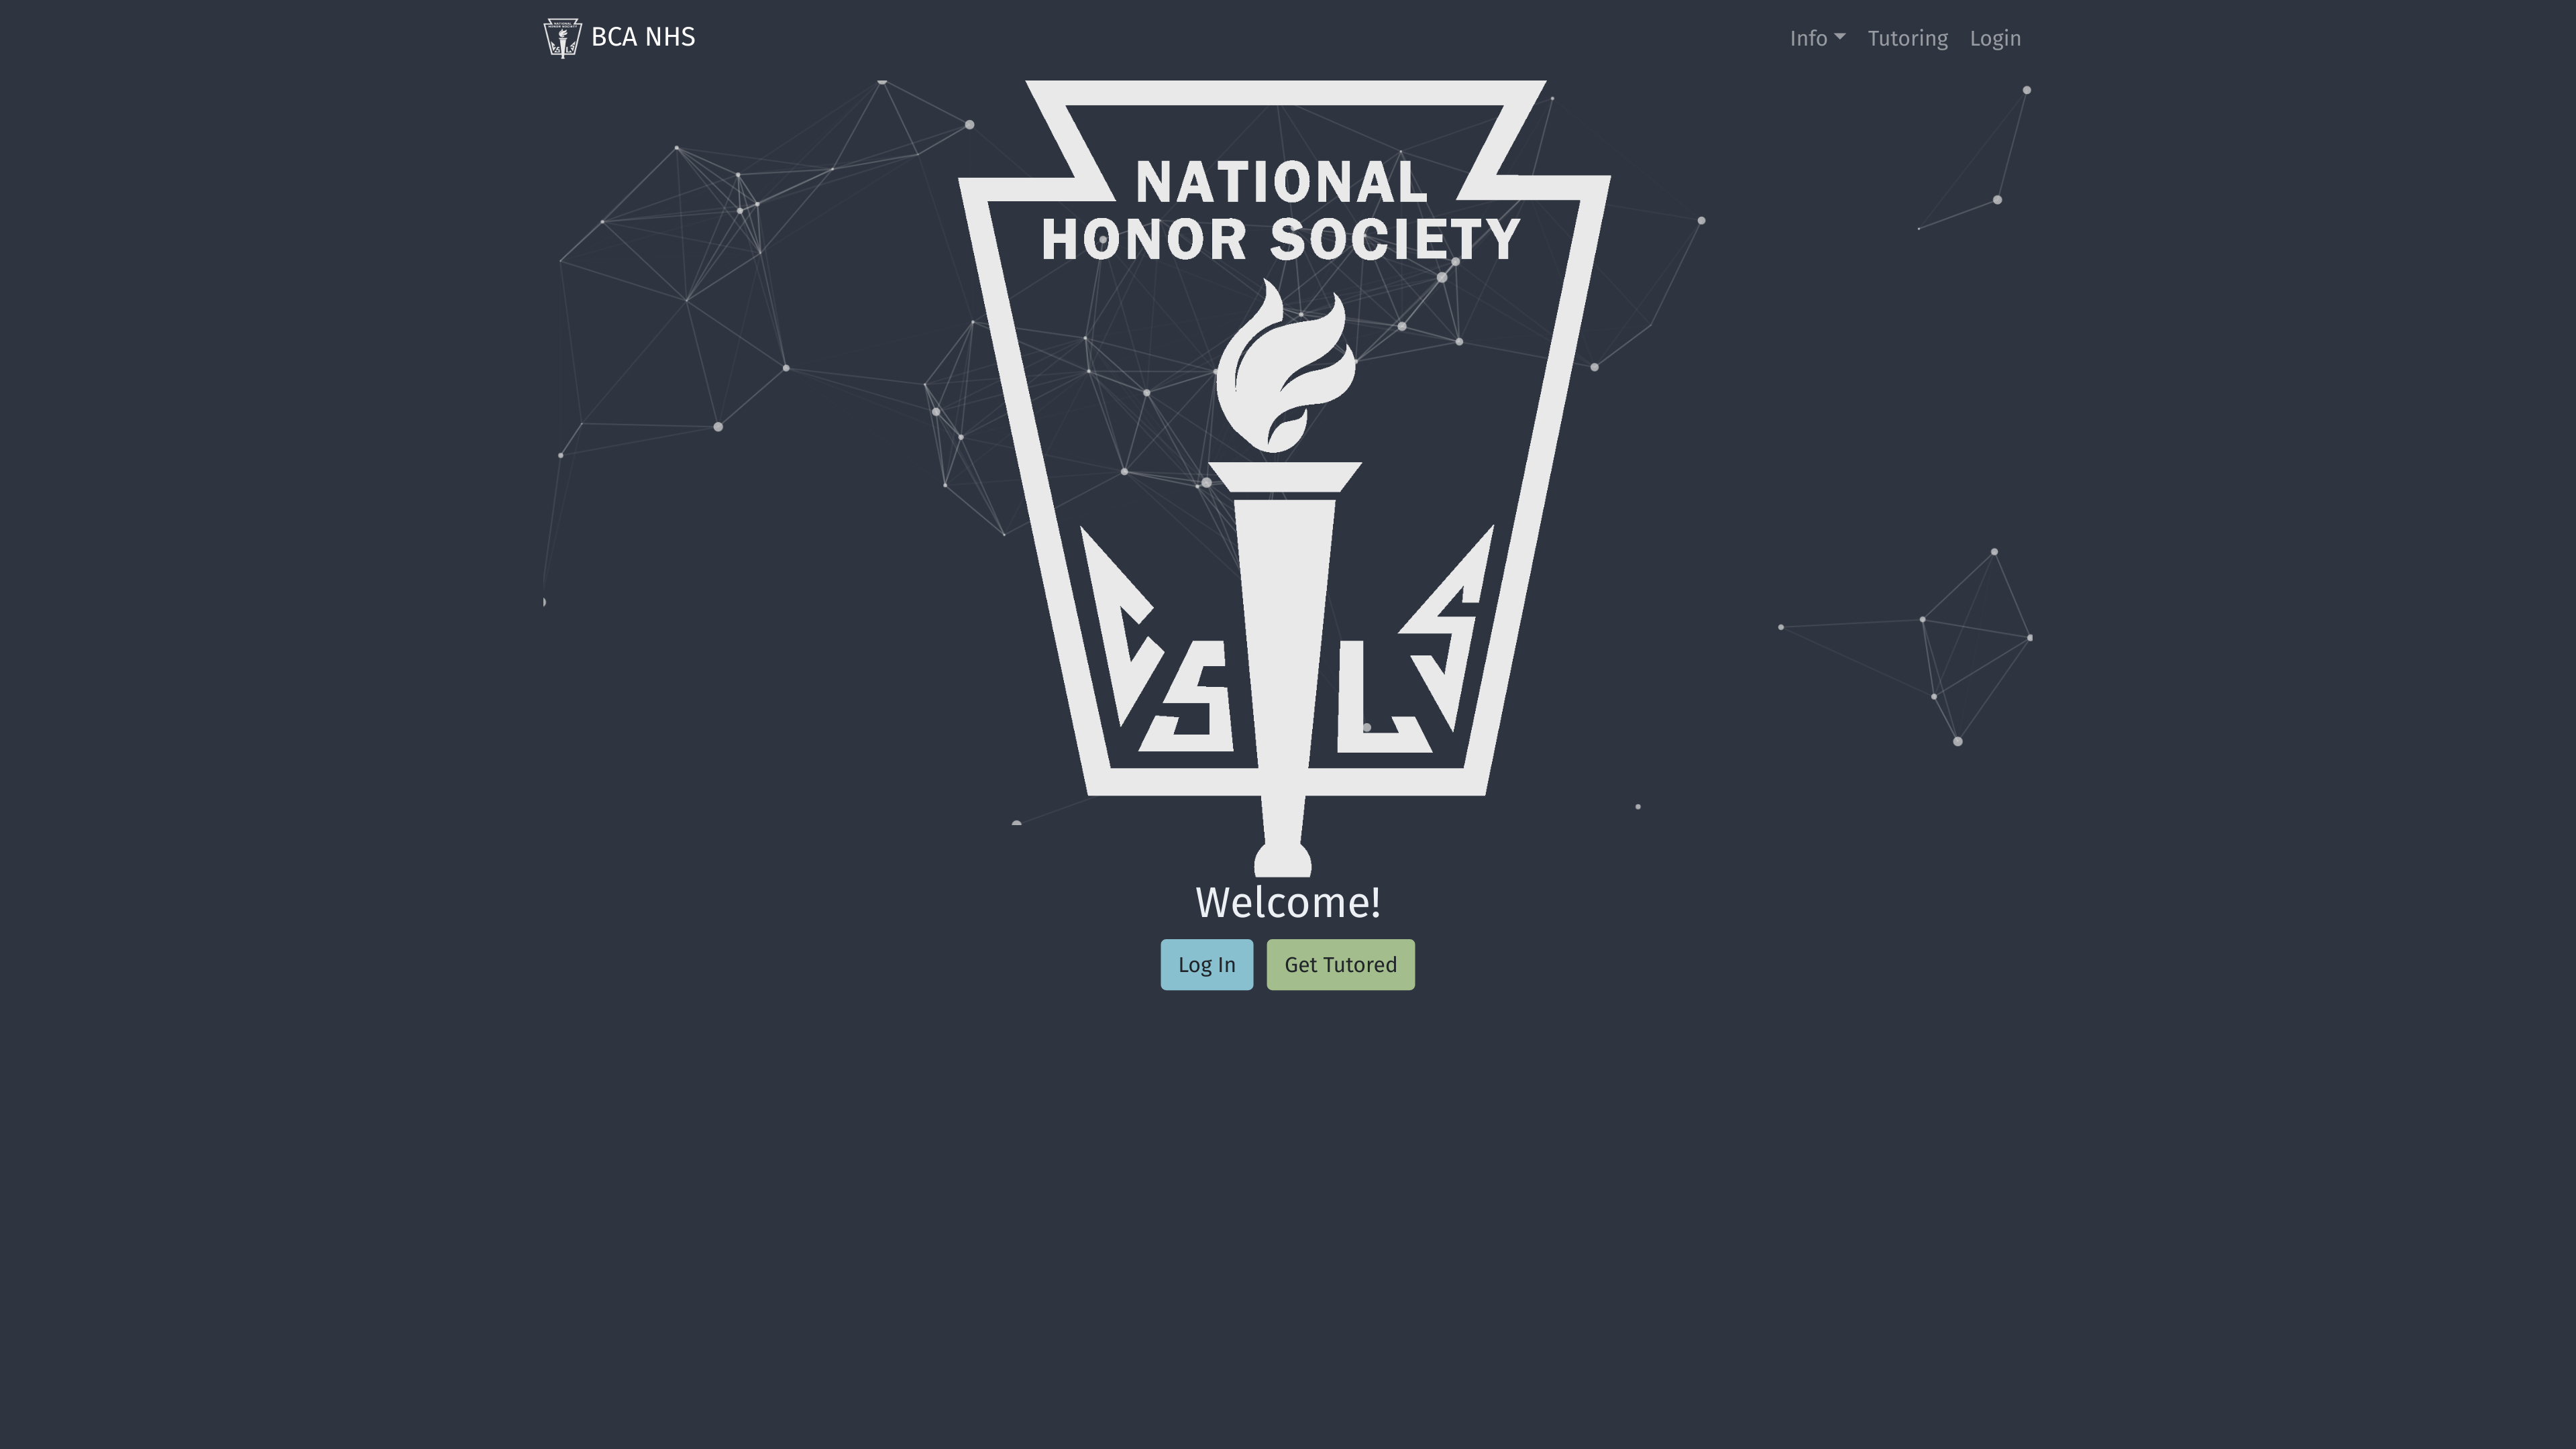 BCA NHS
Info Tutoring Login
NATIONAL
HONOR SOCIETY
C S L S
Welcome!
Log In Get Tutored